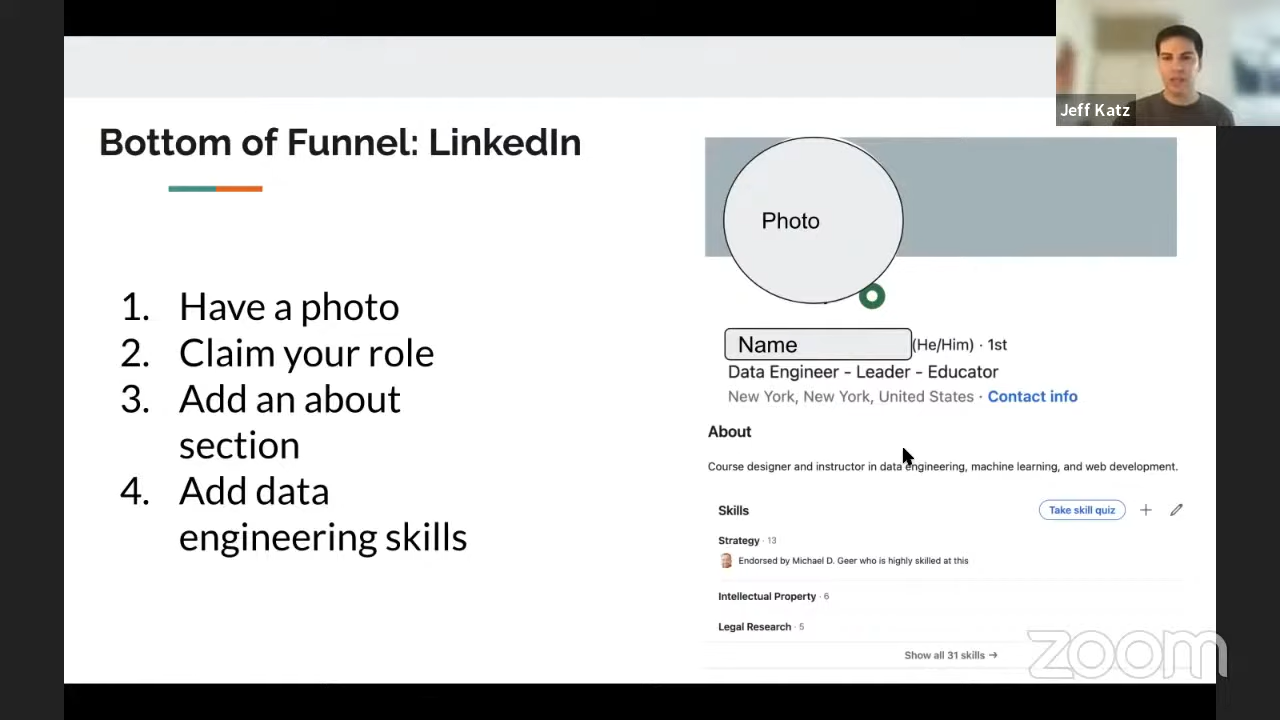 Jeff Katz
Bottom of Funnel: LinkedIn
1. Have a photo
2. Claim your role
3. Add an about
section
4. Add data
engineering skills
Photo
Name (He/Him) · 1st
Data Engineer - Leader - Educator
New York, New York, United States · Contact info
About
Course designer and instructor in data engineering, machine learning, and web development.
Skills
Take skill quiz
Strategy · 13
Endorsed by Michael D. Geer who is highly skilled at this
Intellectual Property · 6
Legal Research · 5
Show all 31 skills →
zoom